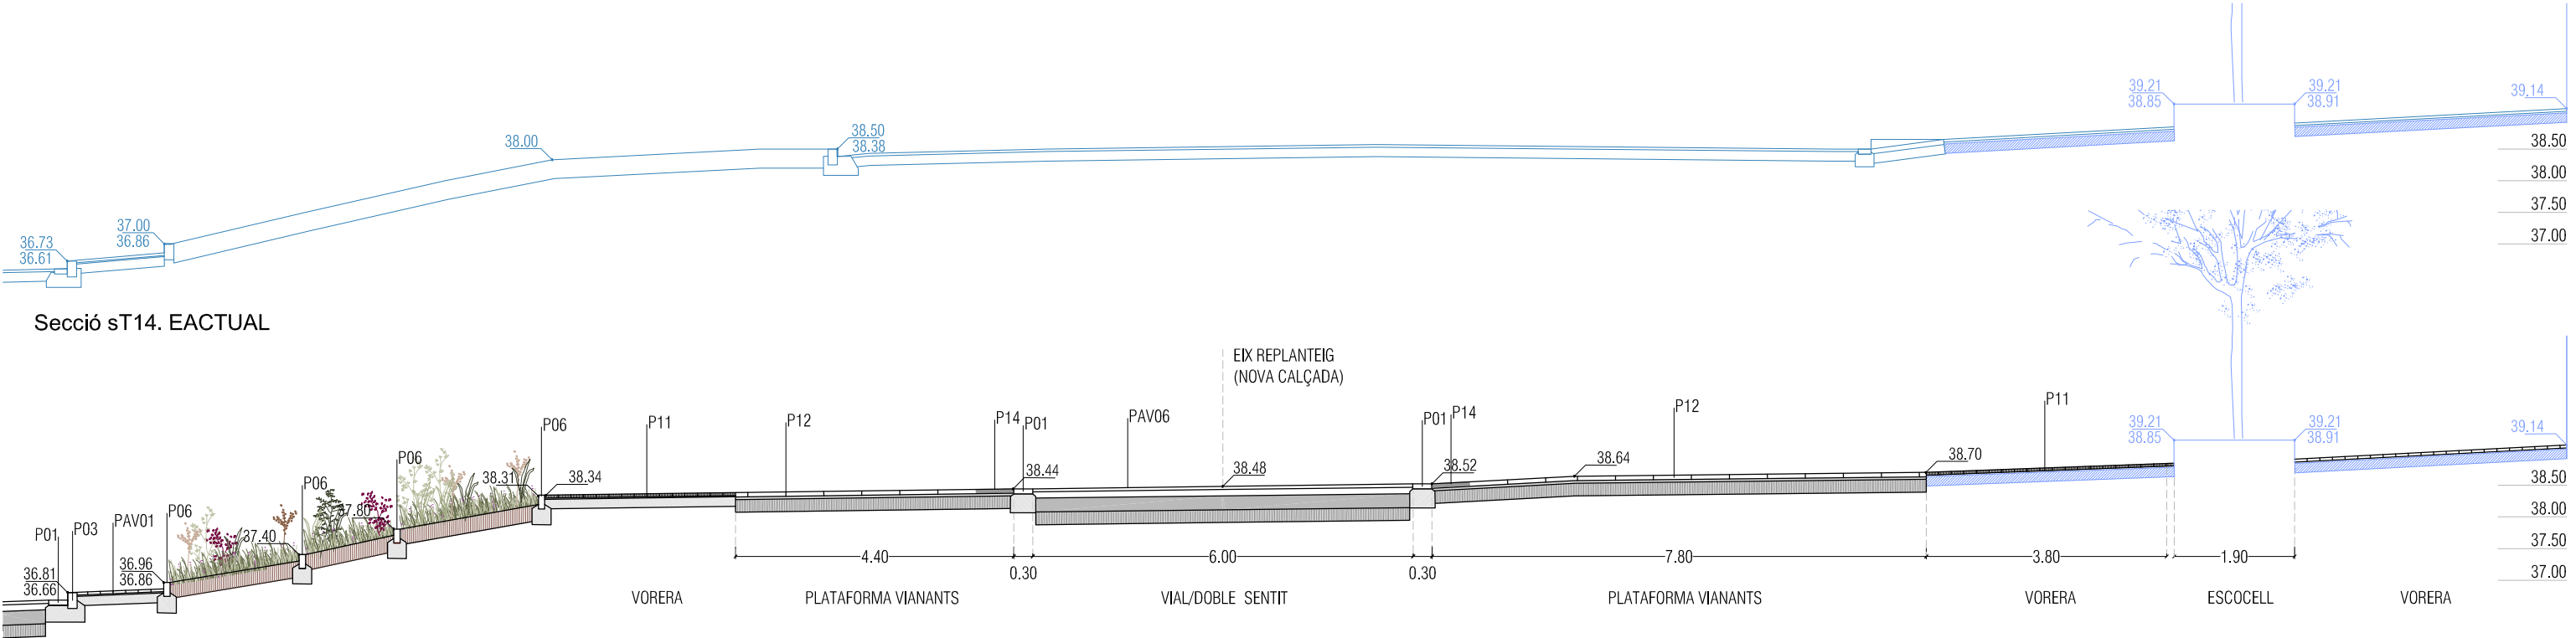 39.21
38.85
39.21
38.91
39.14
38.50
38.00
37.50
37.00
38.00
38.50
38.38
37.00
36.86
36.73
36.61
Secció sT14. EACTUAL
EIX REPLANTEIG
(NOVA CALÇADA)
P01
P03
PAV01
P06
P06
P06
P06
P11
P12
P14
P01
PAV06
P01
P14
P12
P11
36.81
36.66
36.96
36.86
37.40
37.80
38.31
38.34
38.44
38.48
38.52
38.64
38.70
39.21
38.85
39.21
38.91
39.14
38.50
38.00
37.50
37.00
4.40
0.30
6.00
0.30
7.80
3.80
1.90
VORERA
PLATAFORMA VIANANTS
VIAL/DOBLE SENTIT
PLATAFORMA VIANANTS
VORERA
ESCOCELL
VORERA